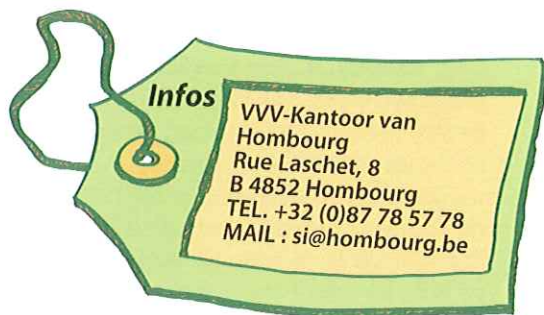 Infos
VVV-Kantoor van
Hombourg
Rue Laschet, 8
B 4852 Hombourg
TEL. +32 (0)87 78 57 78
MAIL : si@hombourg.be